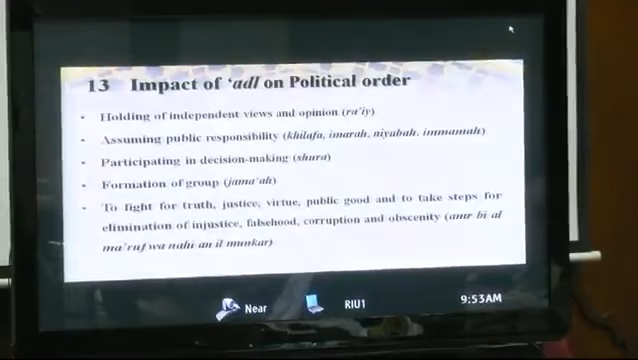 13 Impact of ‘adl on Political order
• Holding of independent views and opinion (ra’iy)
• Assuming public responsibility (khilafa, imarah, niyabah, immamah)
• Participating in decision-making (shura)
• Formation of group (jama‘ah)
• To fight for truth, justice, virtue, public good and to take steps for
elimination of injustice, falsehood, corruption and obscenity (amr bi al
ma’ruf wa nahi an il munkar)
Near RIU1 9:53AM